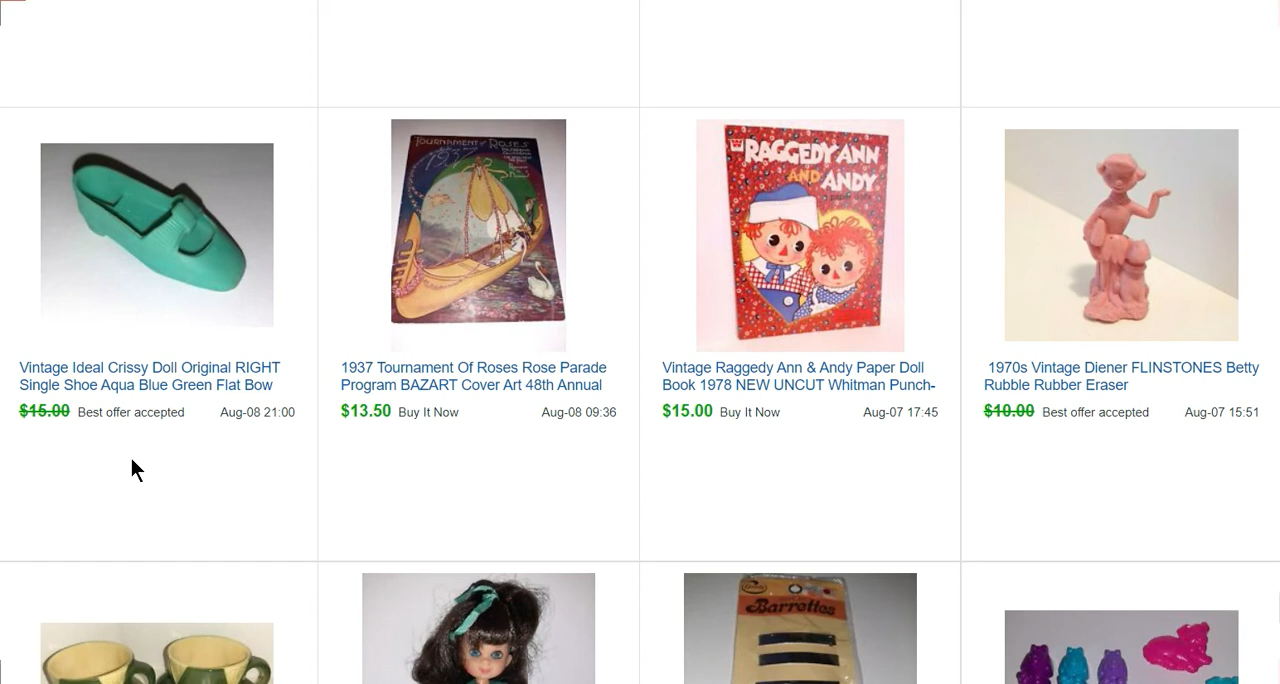 TOURNAMENT OF ROSES
1937
RAGGEDY ANN
AND ANDY
Vintage Ideal Crissy Doll Original RIGHT
Single Shoe Aqua Blue Green Flat Bow
$15.00 Best offer accepted Aug-08 21:00
1937 Tournament Of Roses Rose Parade
Program BAZART Cover Art 48th Annual
$13.50 Buy It Now Aug-08 09:36
Vintage Raggedy Ann & Andy Paper Doll
Book 1978 NEW UNCUT Whitman Punch-
$15.00 Buy It Now Aug-07 17:45
1970s Vintage Diener FLINSTONES Betty
Rubble Rubber Eraser
$10.00 Best offer accepted Aug-07 15:51
Barrettes